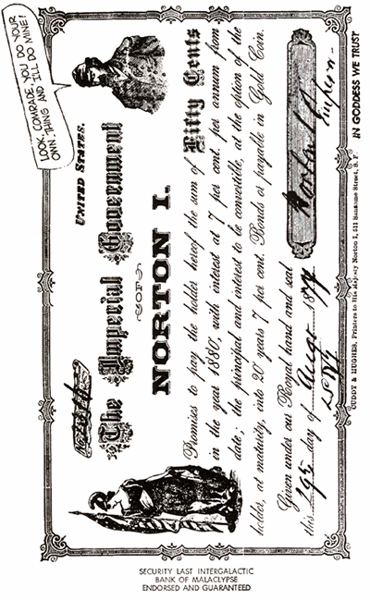 LOOK, COMRADE, YOU DO YOUR
OWN THING AND I'LL DO MINE!
UNITED STATES.
The Imperial Government
OF
NORTON I.
Promises to pay the holder hereof the sum of Fifty Cents
in the year 1880, with interest at 7 per cent. per annum from
date; the principal and interest to be convertible, at the option of the
holder, at maturity, into 20 years 7 per cent. Bonds or payable in Gold Coin.
Given under our Royal hand and seal
this day of 18
Norton I
Emperor
CUDDY & HUGHES, Printers to His Majesty Norton I, 511 Sansome Street, S. F.
IN GODDESS WE TRUST
SECURITY LAST INTERGALACTIC
BANK OF MALACLYPSE
ENDORSED AND GUARANTEED